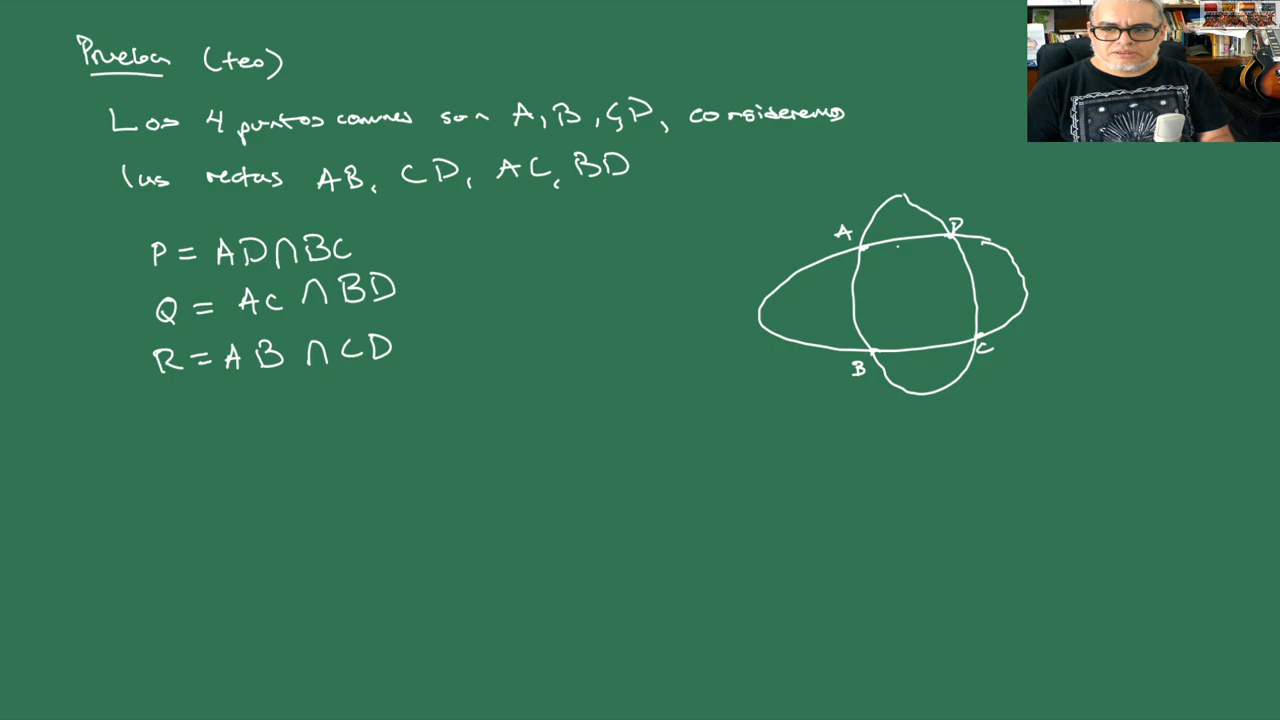 Prueba (teo)
Los 4 puntos comunes son A, B, C, D, consideremos
las rectas AB, CD, AC, BD
P = AD ∩ BC
Q = AC ∩ BD
R = AB ∩ CD
A D
B C